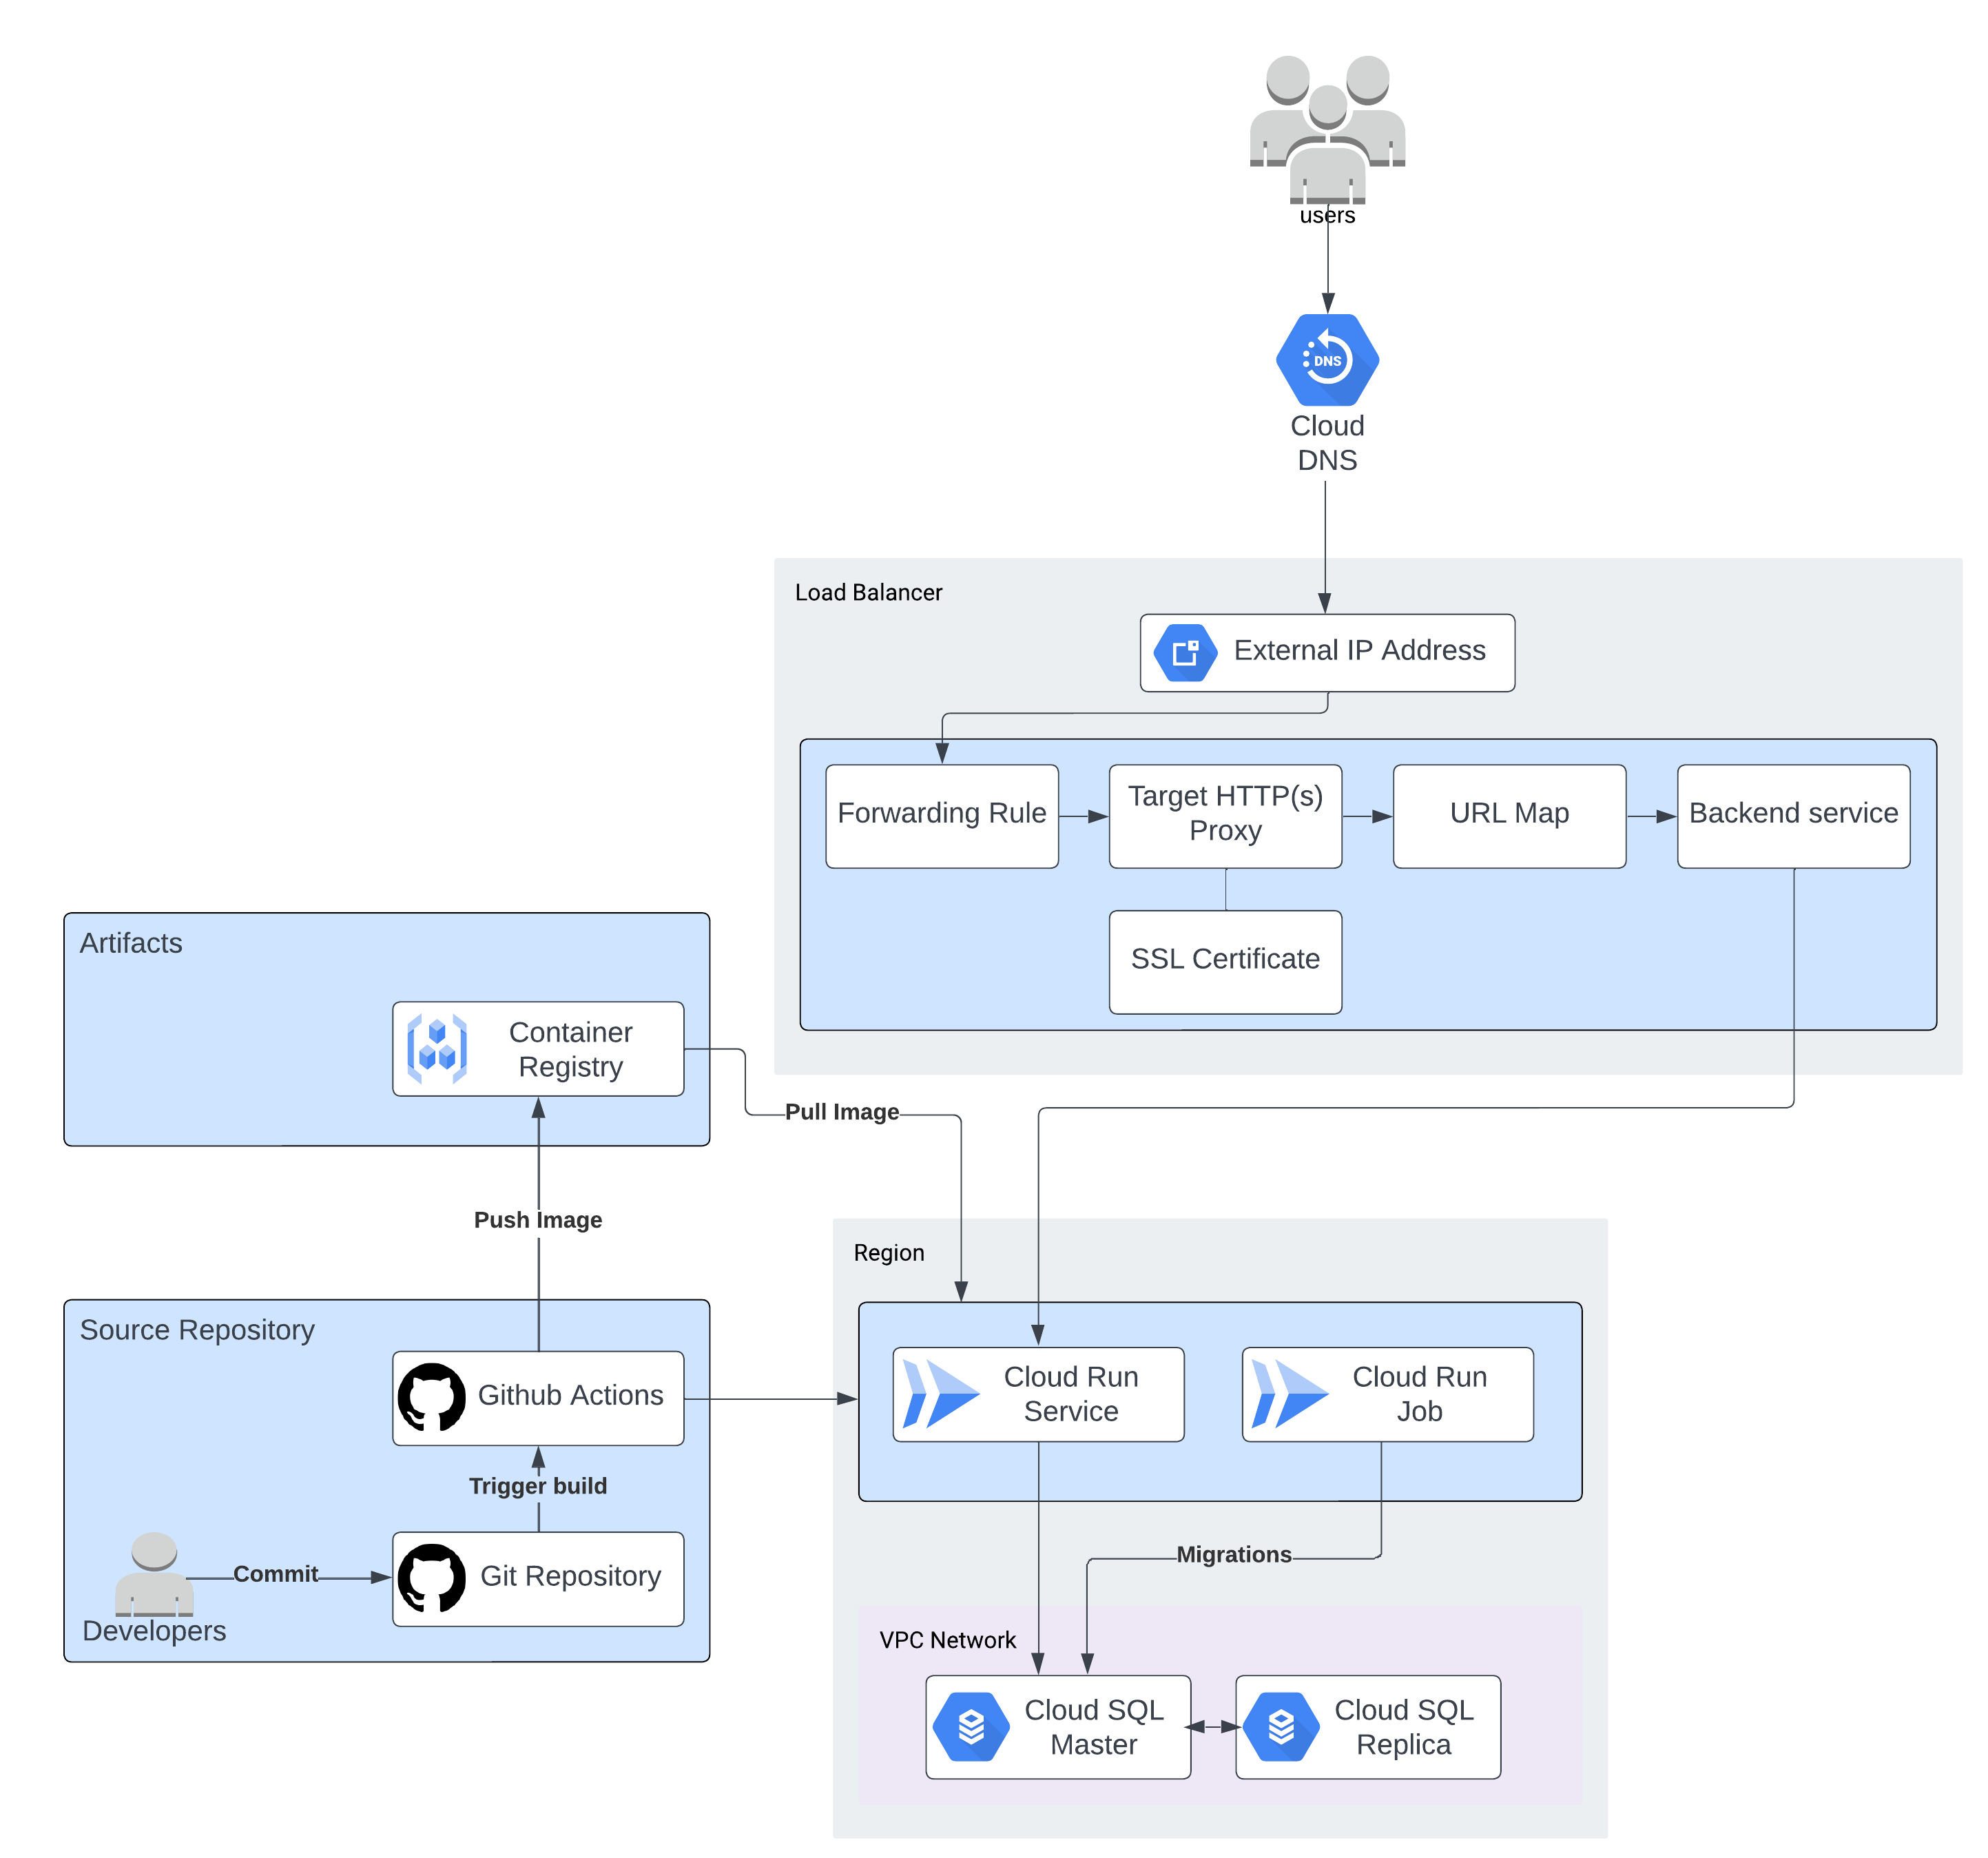 users
DNS
Cloud
DNS
Load Balancer
External IP Address
Forwarding Rule
Target HTTP(s)
Proxy
URL Map
Backend service
SSL Certificate
Artifacts
Container
Registry
Pull Image
Push Image
Region
Source Repository
Github Actions
Cloud Run
Service
Cloud Run
Job
Trigger build
Commit
Git Repository
Developers
Migrations
VPC Network
Cloud SQL
Master
Cloud SQL
Replica